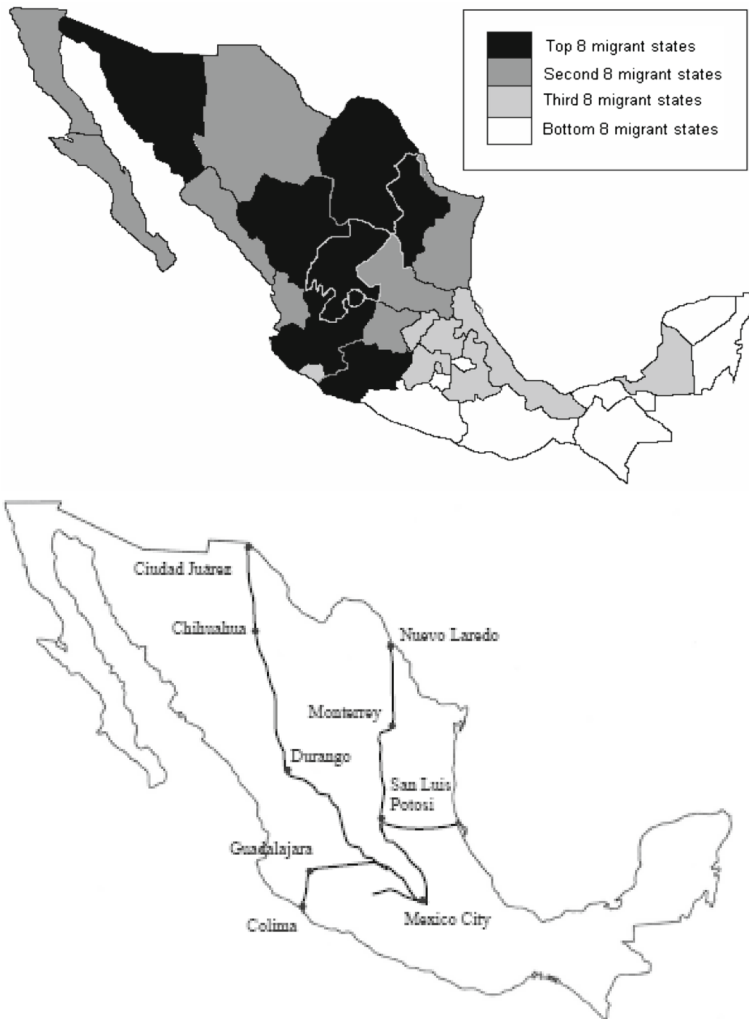 Top 8 migrant states
Second 8 migrant states
Third 8 migrant states
Bottom 8 migrant states
Ciudad Juárez
Chihuahua
Nuevo Laredo
Monterrey
Durango
San Luis
Potosi
Guadalajara
Colima
Mexico City